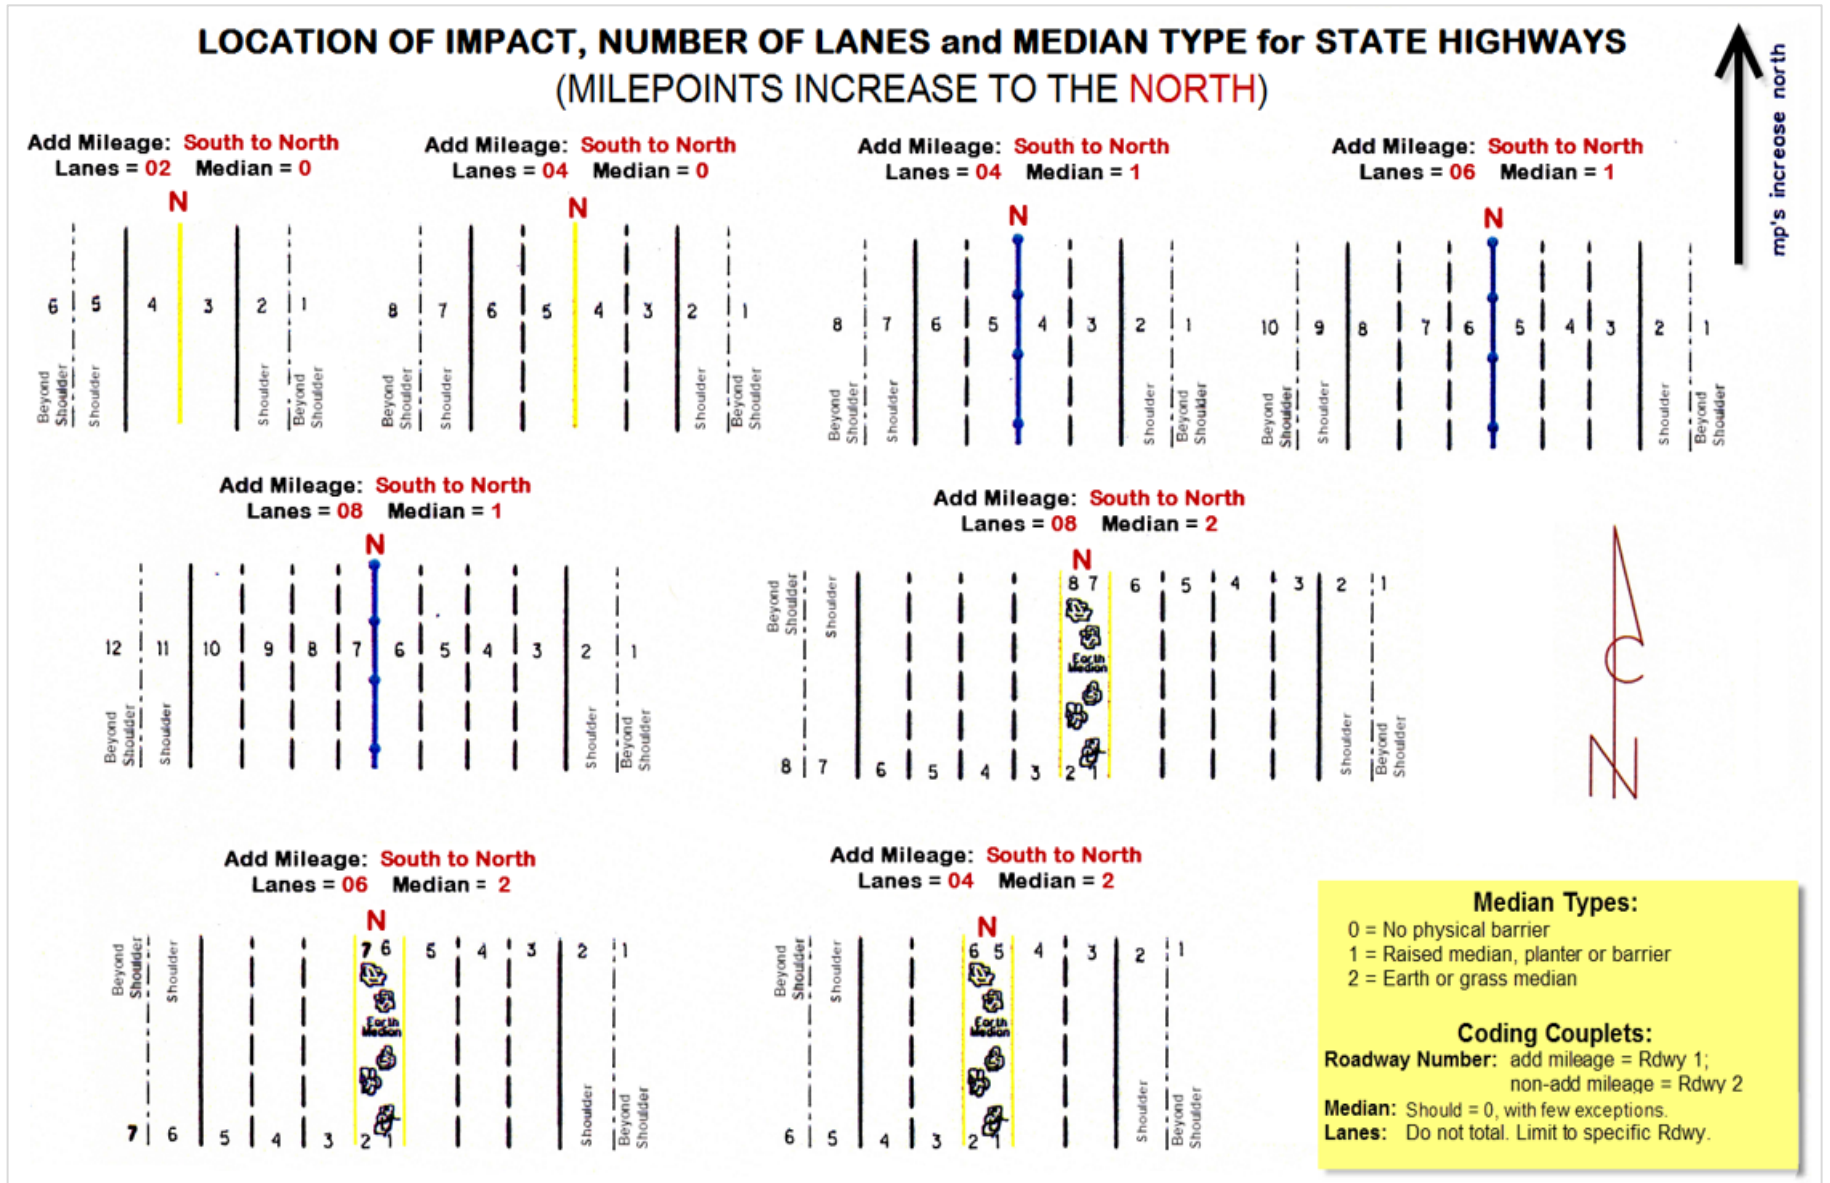 LOCATION OF IMPACT, NUMBER OF LANES and MEDIAN TYPE for STATE HIGHWAYS
(MILEPOINTS INCREASE TO THE NORTH)
mp's increase north
Add Mileage: South to North
Lanes = 02 Median = 0
N
6 5 4 3 2 1
Beyond Shoulder
Shoulder
Shoulder
Beyond Shoulder
Add Mileage: South to North
Lanes = 04 Median = 0
N
8 7 6 5 4 3 2 1
Beyond Shoulder
Shoulder
Shoulder
Beyond Shoulder
Add Mileage: South to North
Lanes = 04 Median = 1
N
8 7 6 5 4 3 2 1
Beyond Shoulder
Shoulder
Shoulder
Beyond Shoulder
Add Mileage: South to North
Lanes = 06 Median = 1
N
10 9 8 7 6 5 4 3 2 1
Beyond Shoulder
Shoulder
Shoulder
Beyond Shoulder
Add Mileage: South to North
Lanes = 08 Median = 1
N
12 11 10 9 8 7 6 5 4 3 2 1
Beyond Shoulder
Shoulder
Shoulder
Beyond Shoulder
Add Mileage: South to North
Lanes = 08 Median = 2
N
Beyond Shoulder
Shoulder
8 7 6 5 4 3 2 1
Earth
Median
8 7 6 5 4 3 2 1
Shoulder
Beyond Shoulder
N
Add Mileage: South to North
Lanes = 06 Median = 2
N
Beyond Shoulder
Shoulder
7 6 5 4 3 2 1
Earth
Median
7 6 5 4 3 2 1
Shoulder
Beyond Shoulder
Add Mileage: South to North
Lanes = 04 Median = 2
N
Beyond Shoulder
Shoulder
6 5 4 3 2 1
Earth
Median
6 5 4 3 2 1
Shoulder
Beyond Shoulder
Median Types:
0 = No physical barrier
1 = Raised median, planter or barrier
2 = Earth or grass median
Coding Couplets:
Roadway Number: add mileage = Rdwy 1;
non-add mileage = Rdwy 2
Median: Should = 0, with few exceptions.
Lanes: Do not total. Limit to specific Rdwy.